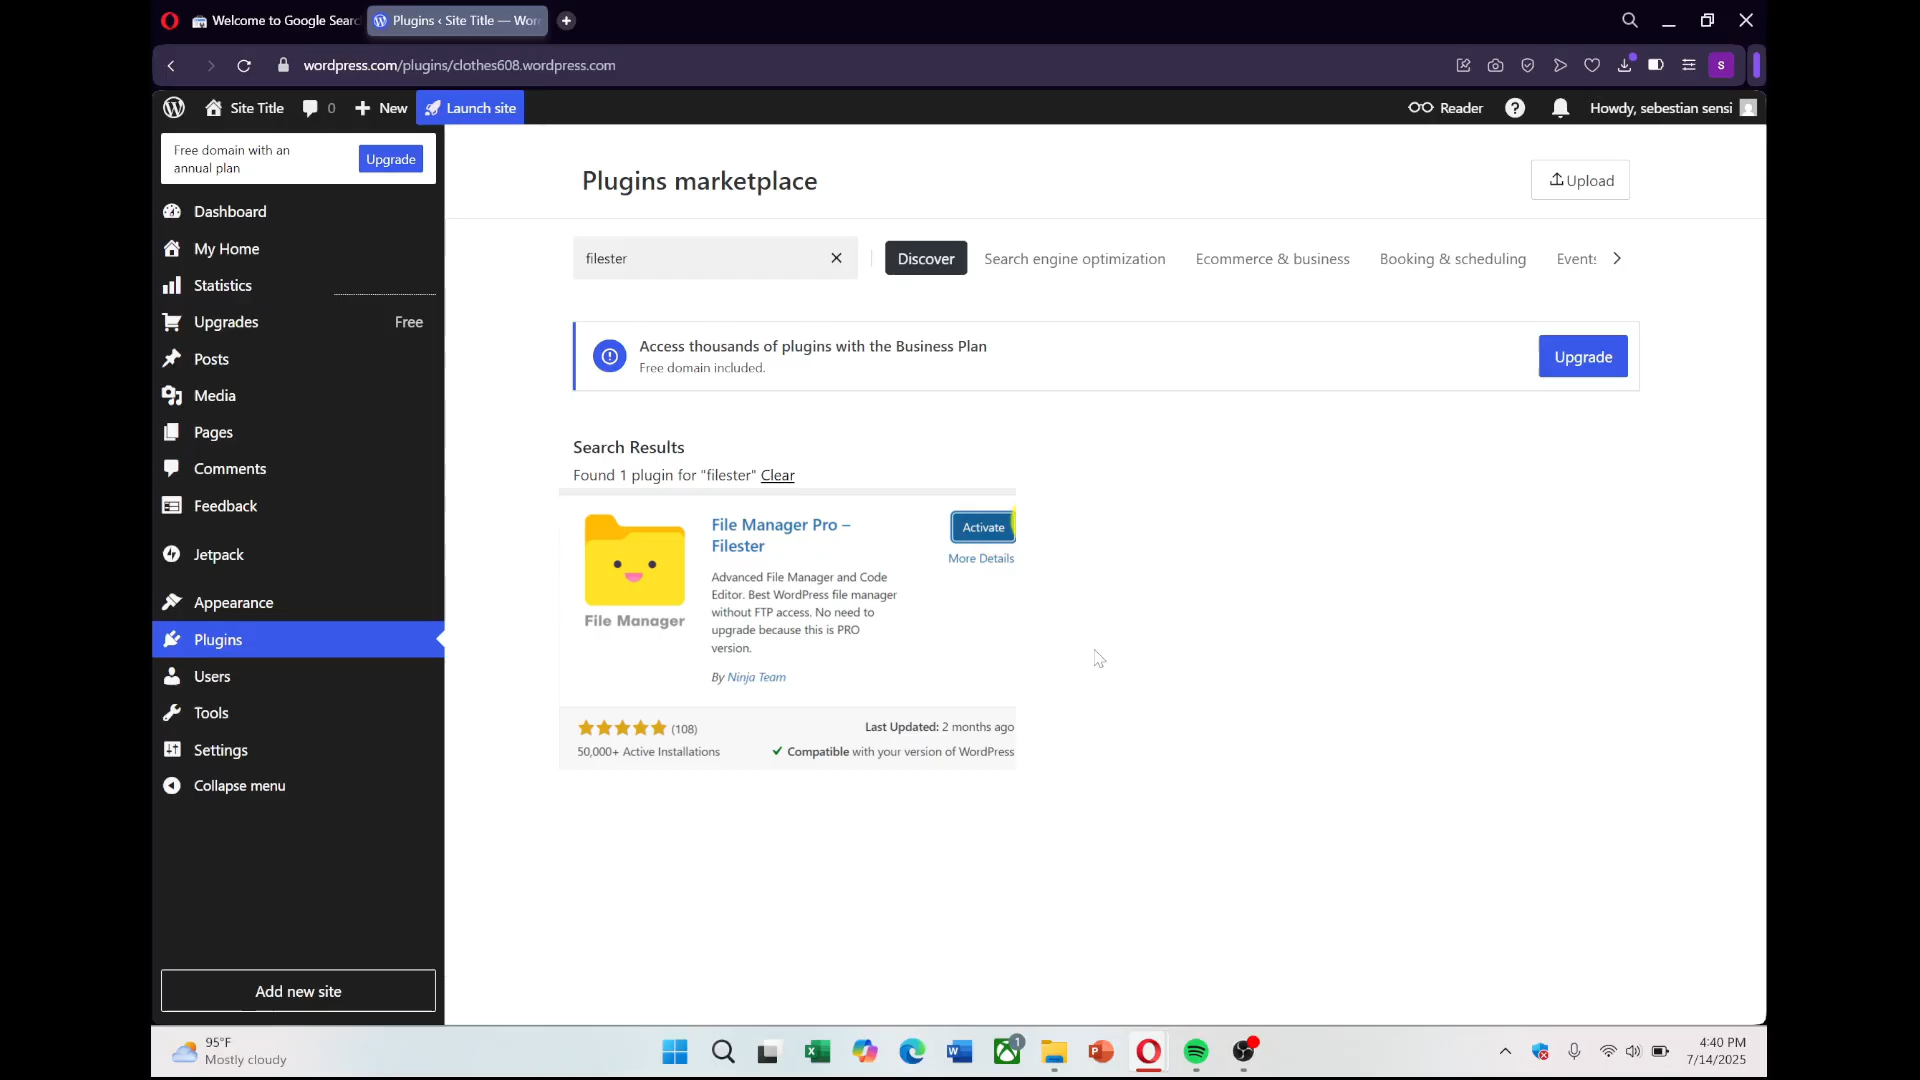 Welcome to Google Searc
Plugins ‹ Site Title — Wor
wordpress.com/plugins/clothes608.wordpress.com
S
Site Title
0
New
Launch site
Reader
Howdy, sebestian sensi
Free domain with an
annual plan
Upgrade
Dashboard
My Home
Statistics
Upgrades
Free
Posts
Media
Pages
Comments
Feedback
Jetpack
Appearance
Plugins
Users
Tools
Settings
Collapse menu
Add new site
Plugins marketplace
Upload
filester
Discover
Search engine optimization
Ecommerce & business
Booking & scheduling
Events
Access thousands of plugins with the Business Plan
Free domain included.
Upgrade
Search Results
Found 1 plugin for "filester" Clear
File Manager
File Manager Pro –
Filester
Activate
More Details
Advanced File Manager and Code
Editor. Best WordPress file manager
without FTP access. No need to
upgrade because this is PRO
version.
By Ninja Team
(108)
Last Updated: 2 months ago
50,000+ Active Installations
Compatible with your version of WordPress
95°F
Mostly cloudy
1
4:40 PM
7/14/2025